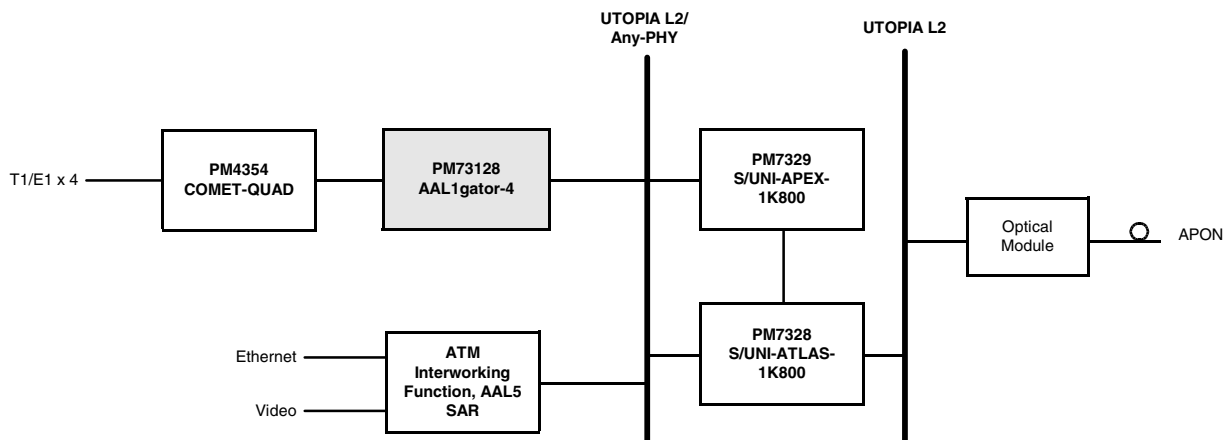 UTOPIA L2/
Any-PHY
UTOPIA L2
T1/E1 x 4
PM4354
COMET-QUAD
PM73128
AAL1gator-4
PM7329
S/UNI-APEX-
1K800
Optical
Module
APON
Ethernet
Video
ATM
Interworking
Function, AAL5
SAR
PM7328
S/UNI-ATLAS-
1K800